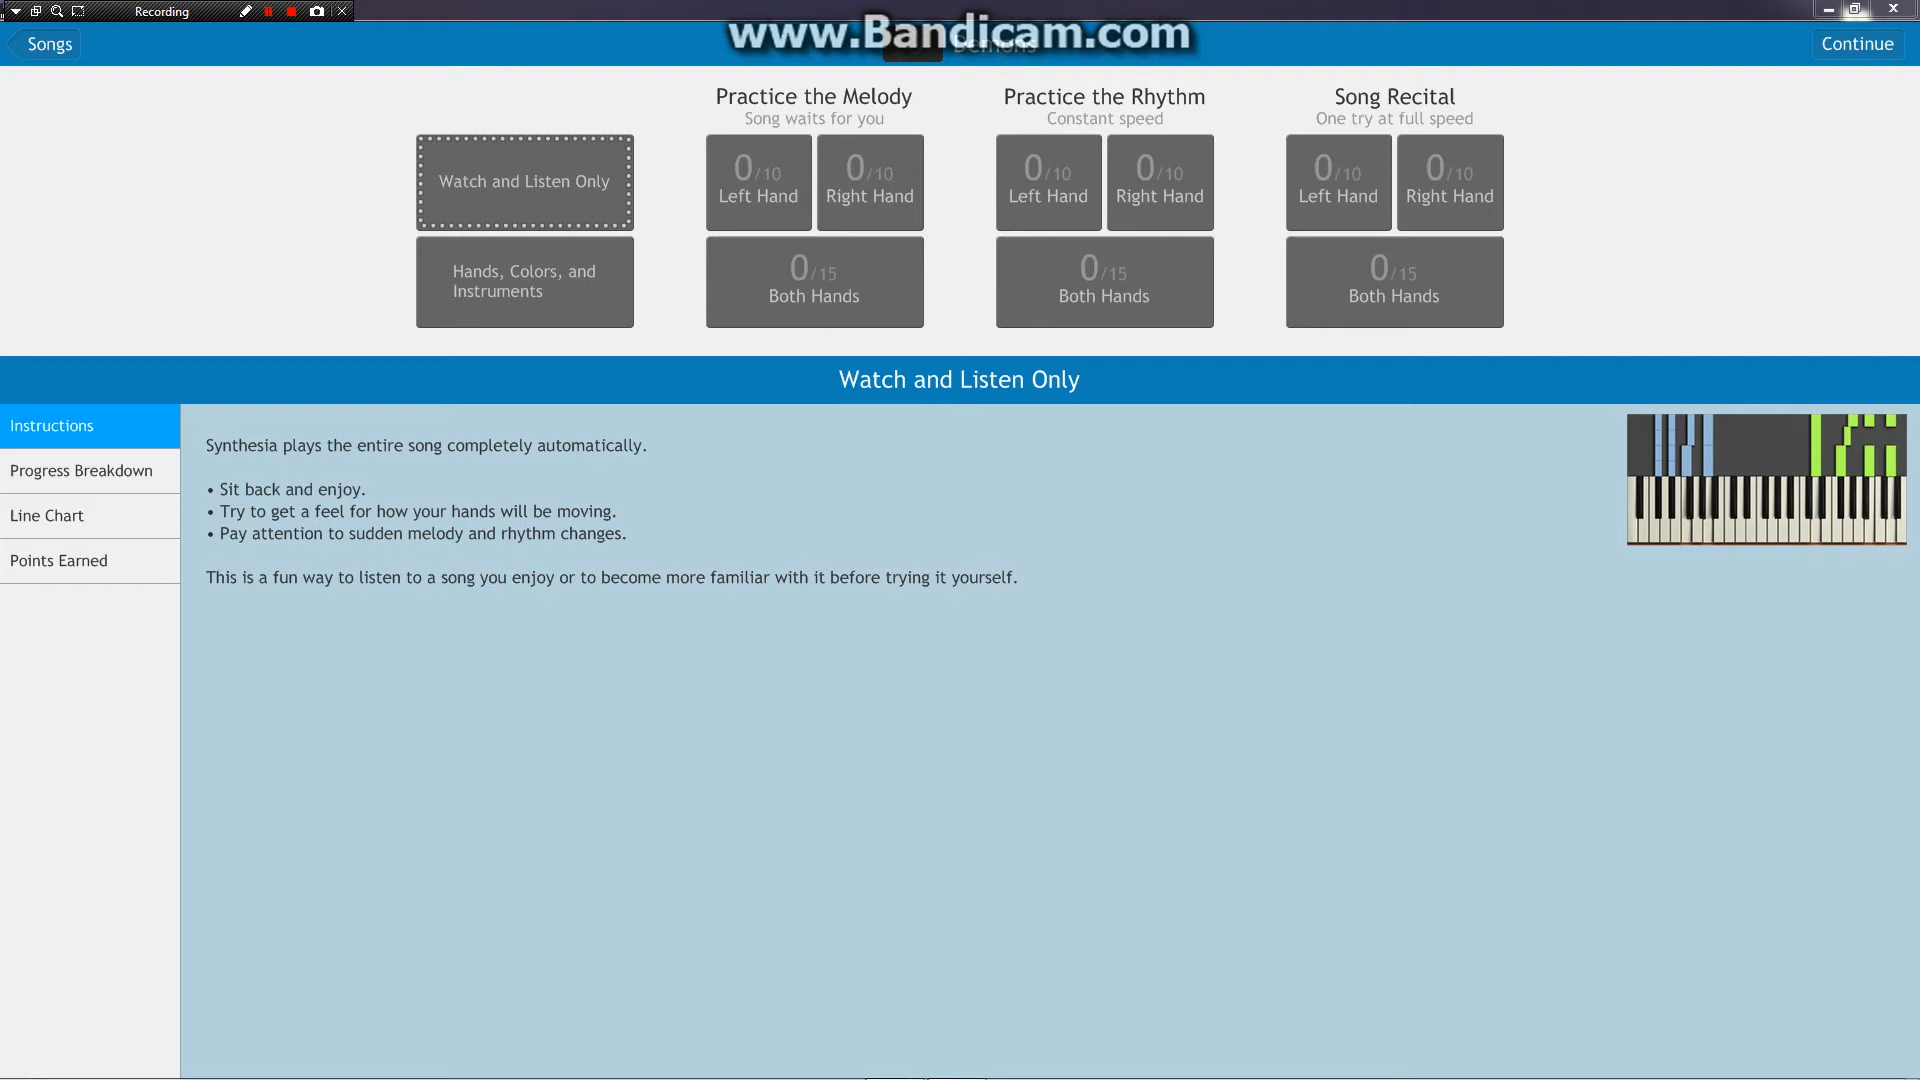 Recording
www.Bandicam.com
Songs
Demons
Continue
Practice the Melody
Song waits for you
Practice the Rhythm
Constant speed
Song Recital
One try at full speed
Watch and Listen Only
0/10
Left Hand
0/10
Right Hand
0/10
Left Hand
0/10
Right Hand
0/10
Left Hand
0/10
Right Hand
Hands, Colors, and
Instruments
0/15
Both Hands
0/15
Both Hands
0/15
Both Hands
Watch and Listen Only
Instructions
Progress Breakdown
Line Chart
Points Earned
Synthesia plays the entire song completely automatically.
• Sit back and enjoy.
• Try to get a feel for how your hands will be moving.
• Pay attention to sudden melody and rhythm changes.
This is a fun way to listen to a song you enjoy or to become more familiar with it before trying it yourself.